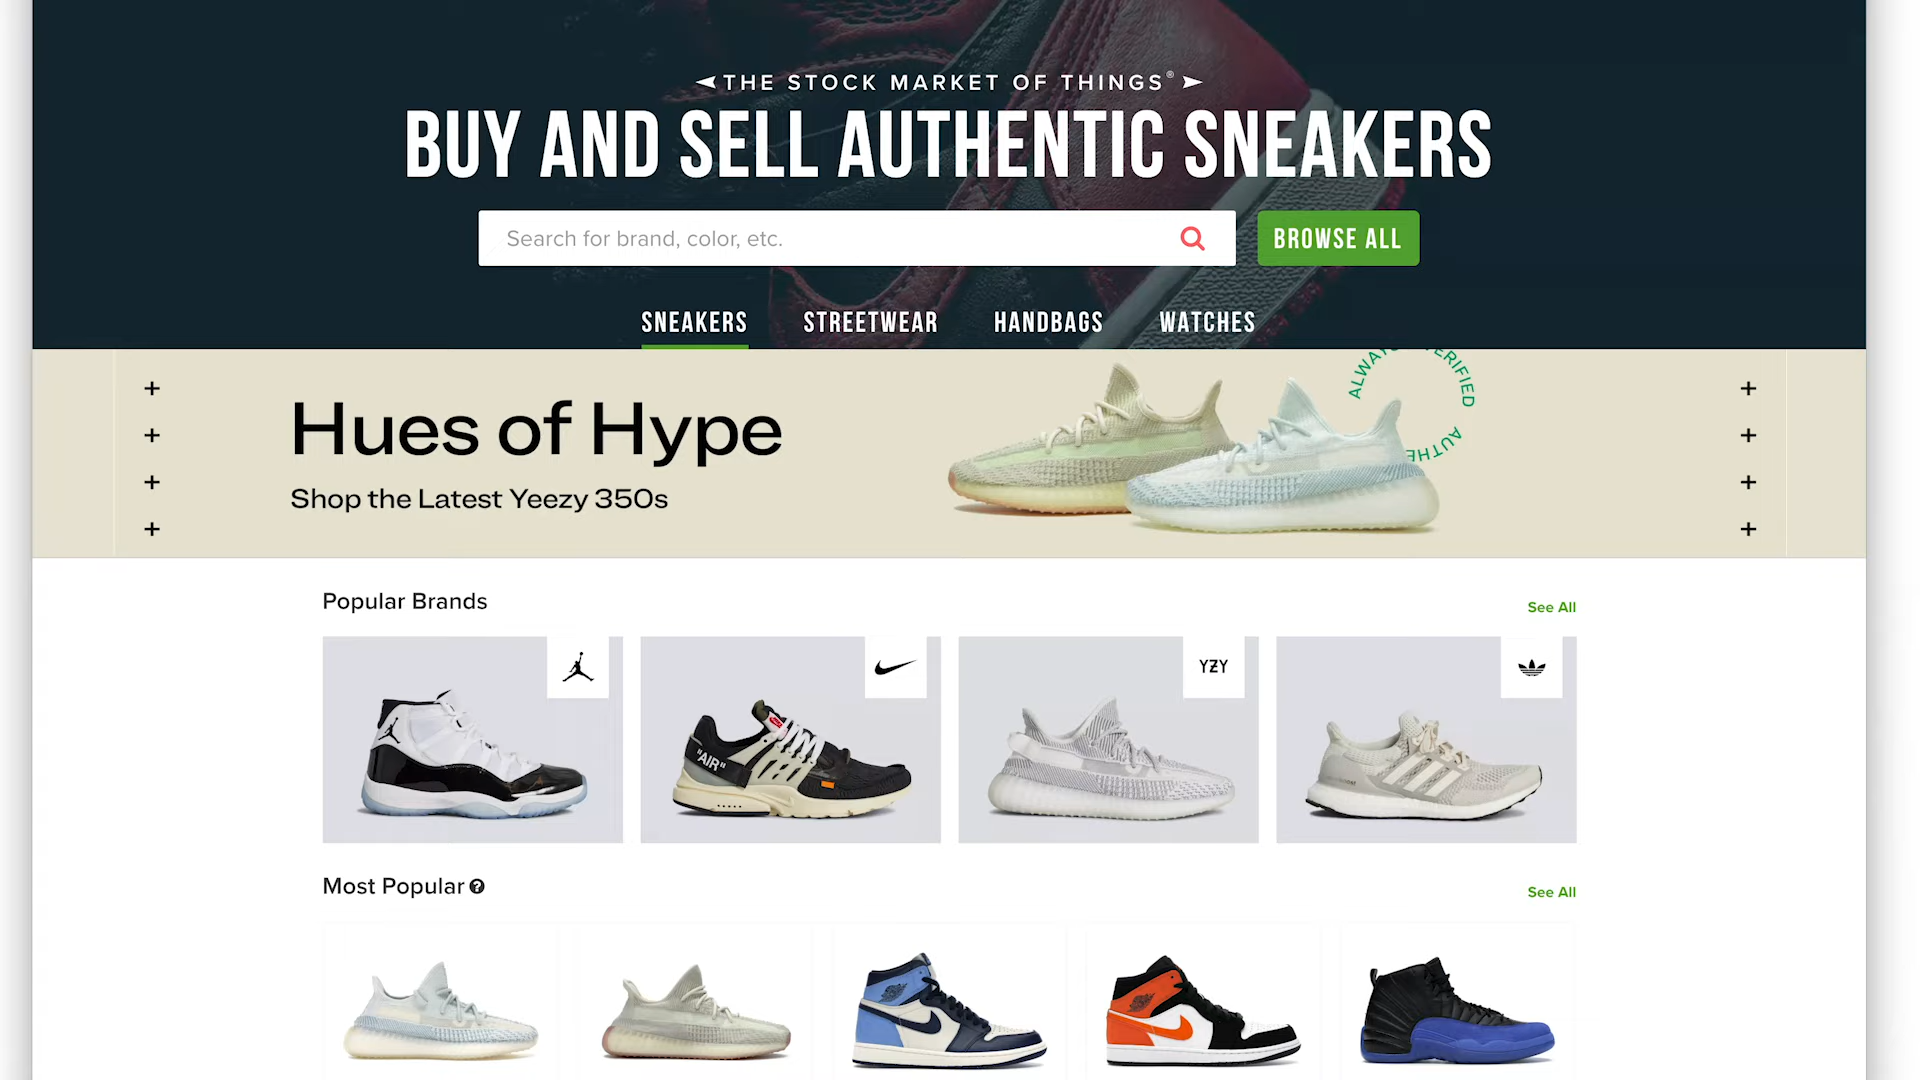 THE STOCK MARKET OF THINGS®
BUY AND SELL AUTHENTIC SNEAKERS
Search for brand, color, etc.
BROWSE ALL
SNEAKERS STREETWEAR HANDBAGS WATCHES
Hues of Hype
Shop the Latest Yeezy 350s
Popular Brands
See All
YZY
"AIR"
Most Popular
See All